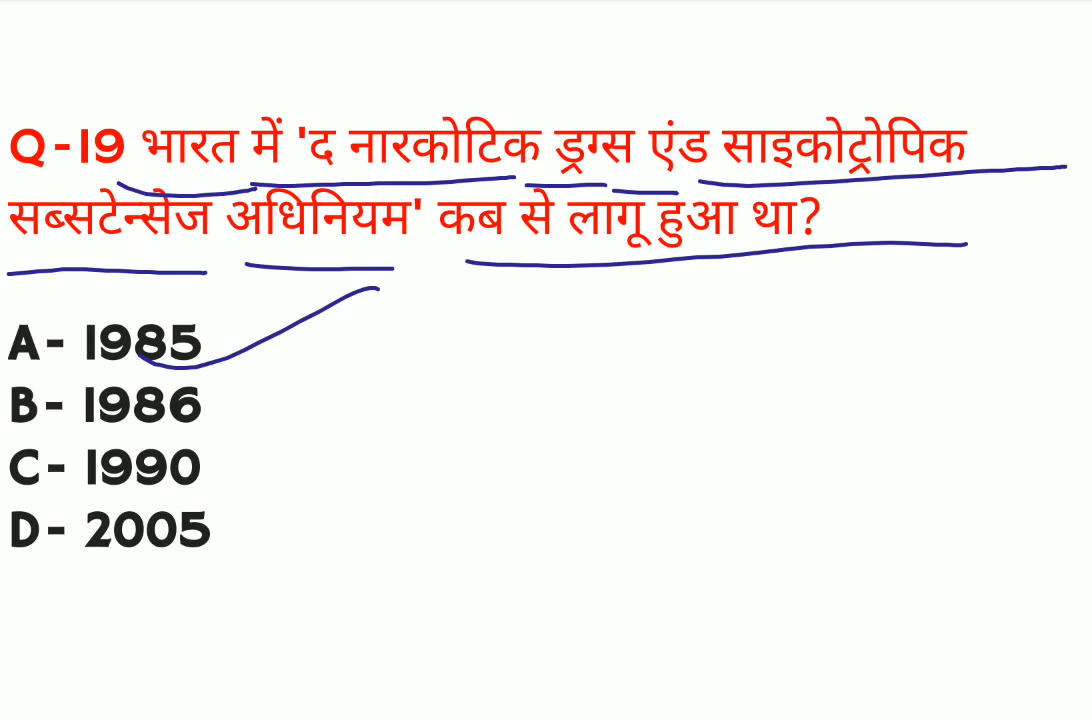 Q-19 भारत में 'द नारकोटिक ड्रग्स एंड साइकोट्रोपिक
सब्सटेन्सेज अधिनियम' कब से लागू हुआ था?
A- 1985
B- 1986
C- 1990
D- 2005